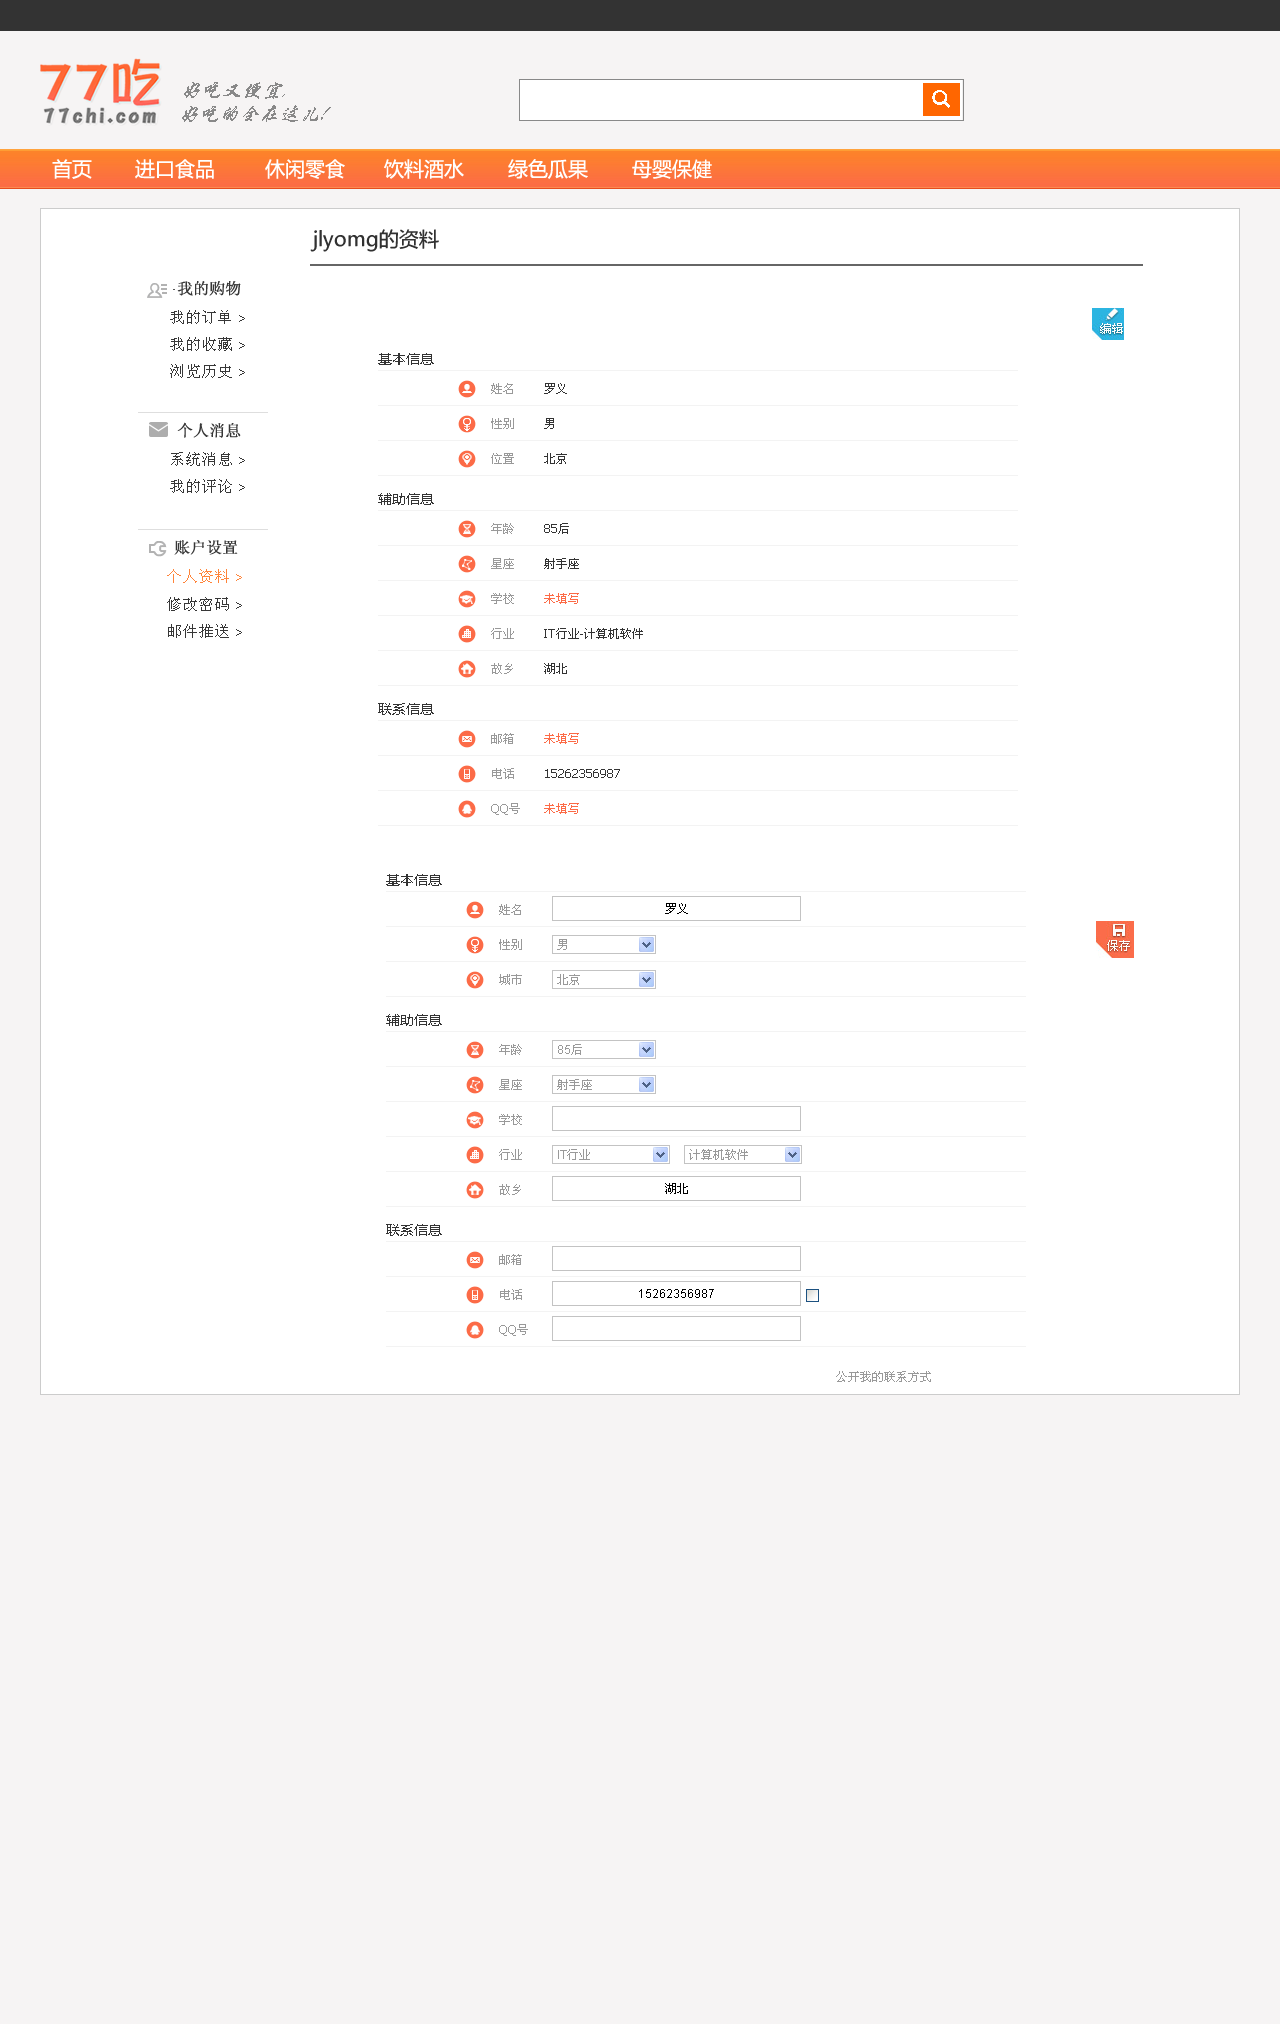 77吃
77chi.com
好吃又便宜,
好吃的全在这儿!
首页 进口食品 休闲零食 饮料酒水 绿色瓜果 母婴保健
jlyomg的资料
·我的购物
我的订单 >
我的收藏 >
浏览历史 >
个人消息
系统消息 >
我的评论 >
账户设置
个人资料 >
修改密码 >
邮件推送 >
编辑
基本信息
姓名 罗义
性别 男
位置 北京
辅助信息
年龄 85后
星座 射手座
学校 未填写
行业 IT行业-计算机软件
故乡 湖北
联系信息
邮箱 未填写
电话 15262356987
QQ号 未填写
基本信息
姓名 罗义
性别 男
保存
城市 北京
辅助信息
年龄 85后
星座 射手座
学校
行业 IT行业 计算机软件
故乡 湖北
联系信息
邮箱
电话 15262356987
QQ号
公开我的联系方式